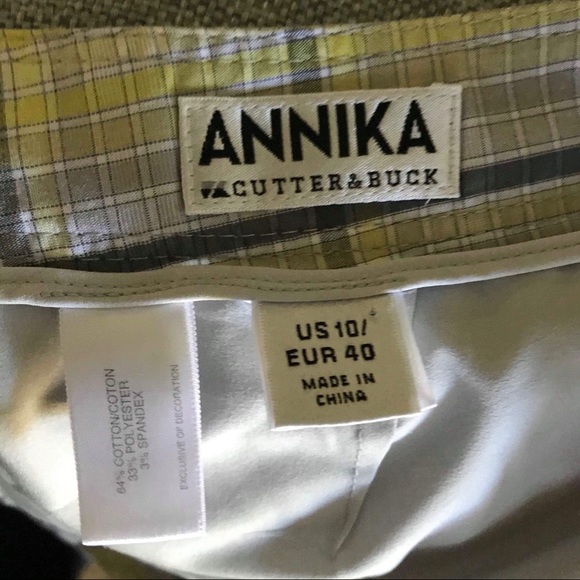 ANNIKA
CUTTER&BUCK
US 10/
EUR 40
MADE IN
CHINA
64% COTTON/COTON
33% POLYESTER
3% SPANDEX
EXCLUSIVE OF DECORATION